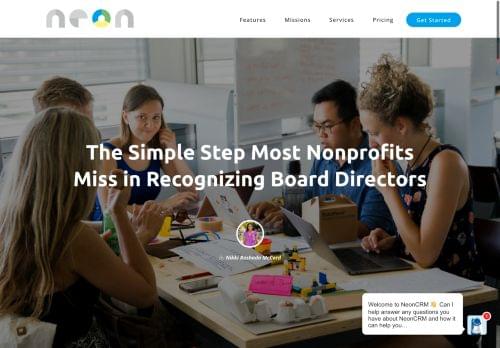 neon
Features
Missions
Services
Pricing
Get Started
The Simple Step Most Nonprofits
Miss in Recognizing Board Directors
by Nikki Rashada McCord
Welcome to NeonCRM 👋 Can I
help answer any questions you
have about NeonCRM and how it
can help you...
1